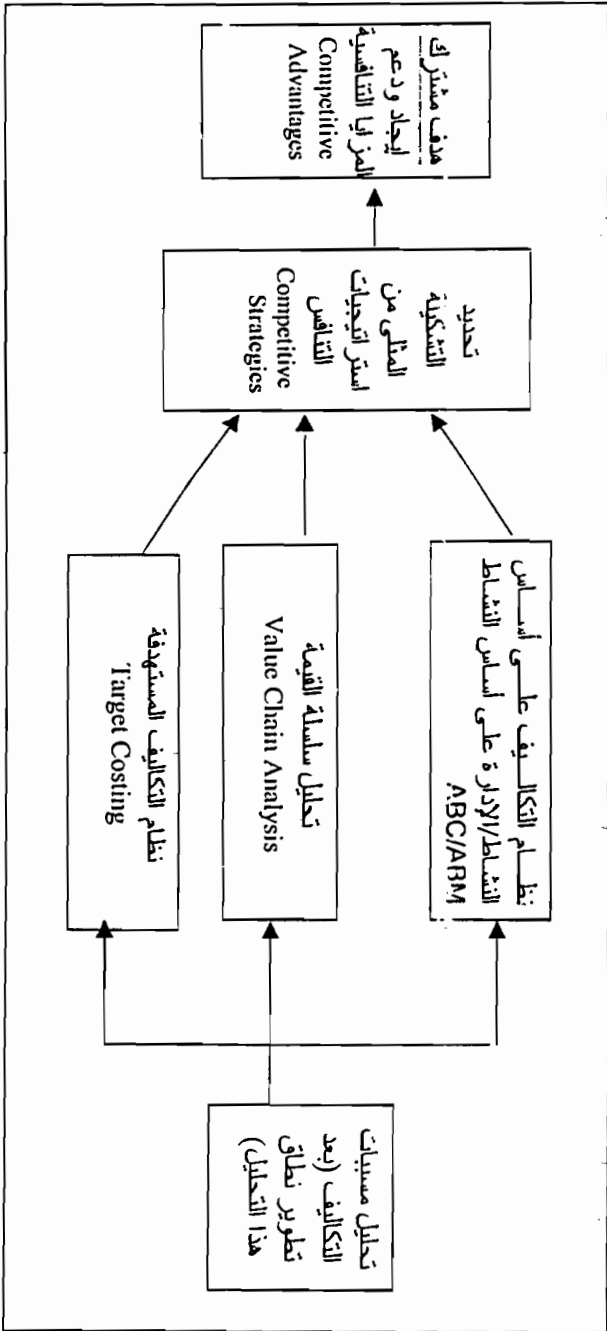 تحليل مسببات
التكاليف (بعد
تطوير نطاق
هذا التحليل)
نظام التكاليف على أساس
النشاط/الإدارة على أساس النشاط
ABC/ABM
تحليل سلسلة القيمة
Value Chain Analysis
نظام التكاليف المستهدفة
Target Costing
تحديد
التشكيلة
المثلى من
استراتيجيات
التنافس
Competitive
Strategies
هدف مشترك
ايجاد ودعم
المزايا التنافسية
Competitive
Advantages